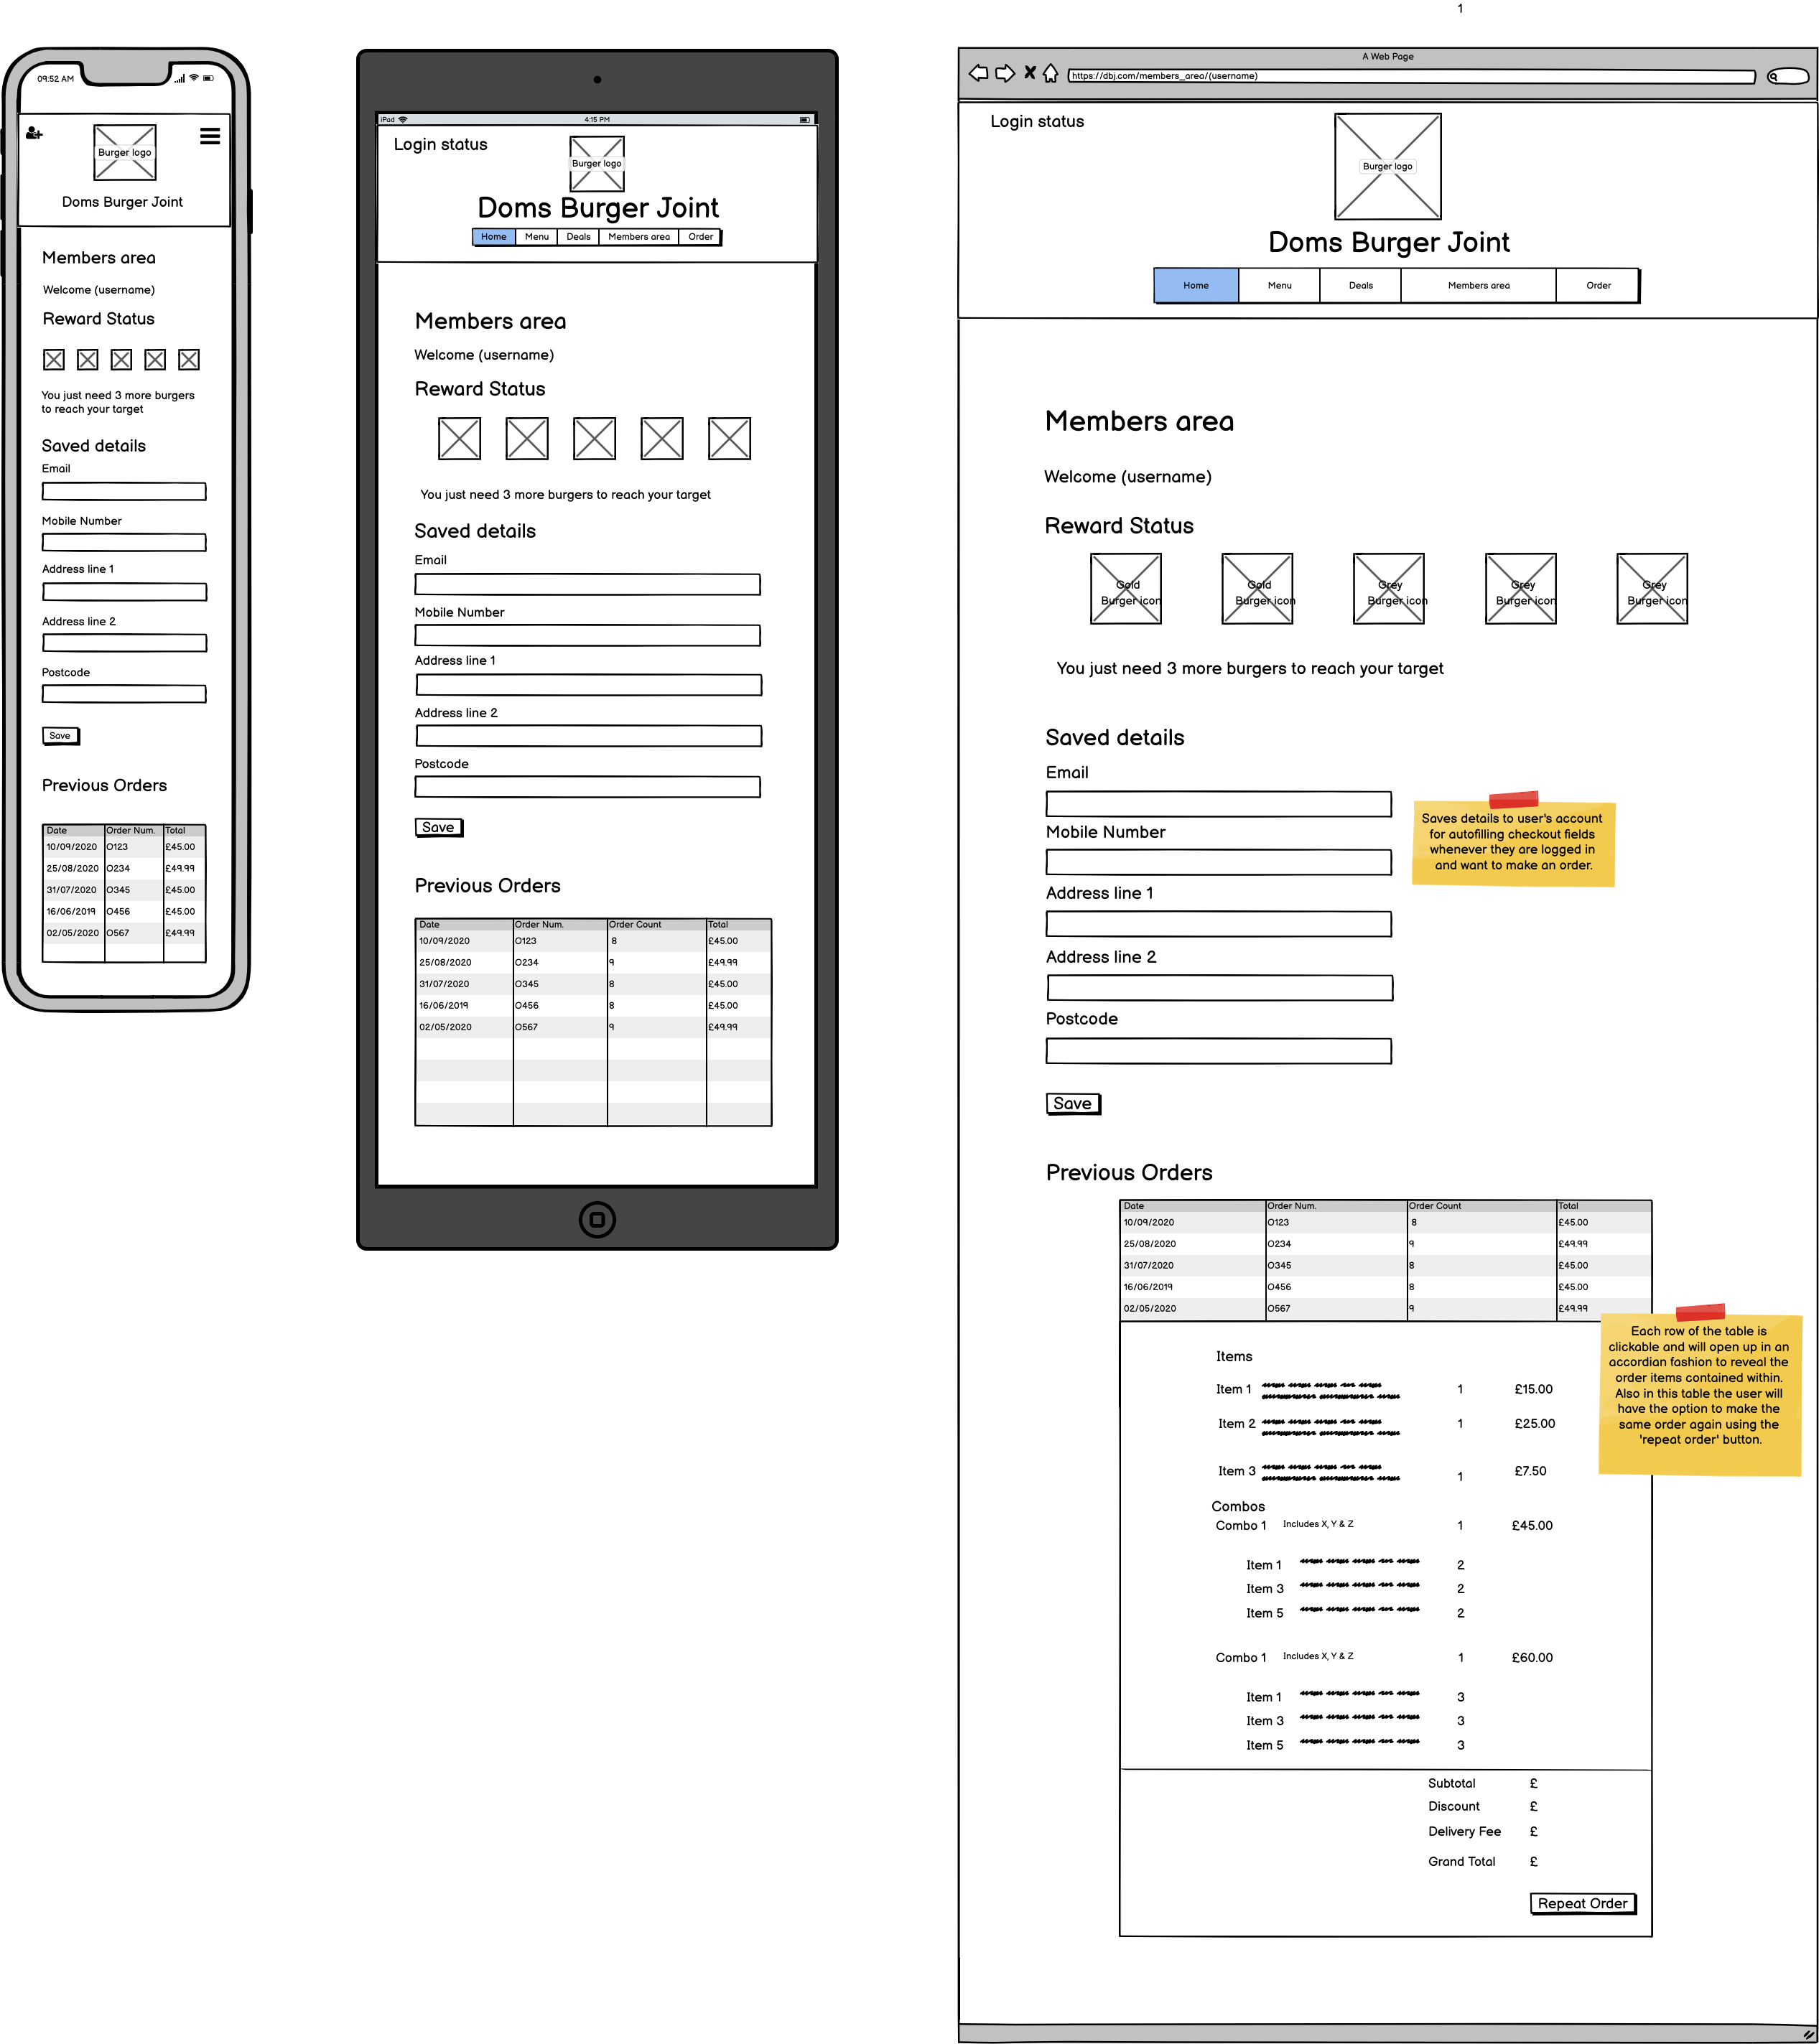 1
09:52 AM
Burger logo
Doms Burger Joint
Members area
Welcome (username)
Reward Status
You just need 3 more burgers
to reach your target
Saved details
Email
Mobile Number
Address line 1
Address line 2
Postcode
Save
Previous Orders
Date Order Num. Total
10/09/2020 O123 £45.00
25/08/2020 O234 £49.99
31/07/2020 O345 £45.00
16/06/2019 O456 £45.00
02/05/2020 O567 £49.99
iPad 4:15 PM
Login status
Burger logo
Doms Burger Joint
Home Menu Deals Members area Order
Members area
Welcome (username)
Reward Status
You just need 3 more burgers to reach your target
Saved details
Email
Mobile Number
Address line 1
Address line 2
Postcode
Save
Previous Orders
Date Order Num. Order Count Total
10/09/2020 O123 8 £45.00
25/08/2020 O234 9 £49.99
31/07/2020 O345 8 £45.00
16/06/2019 O456 8 £45.00
02/05/2020 O567 9 £49.99
A Web Page
https://dbj.com/members_area/(username)
Login status
Burger logo
Doms Burger Joint
Home Menu Deals Members area Order
Members area
Welcome (username)
Reward Status
Gold Gold Grey Grey Grey
Burger icon Burger icon Burger icon Burger icon Burger icon
You just need 3 more burgers to reach your target
Saved details
Email
Mobile Number
Address line 1
Address line 2
Postcode
Save
Saves details to user's account
for autofilling checkout fields
whenever they are logged in
and want to make an order.
Previous Orders
Date Order Num. Order Count Total
10/09/2020 O123 8 £45.00
25/08/2020 O234 9 £49.99
31/07/2020 O345 8 £45.00
16/06/2019 O456 8 £45.00
02/05/2020 O567 9 £49.99
Each row of the table is
clickable and will open up in an
accordian fashion to reveal the
order items contained within.
Also in this table the user will
have the option to make the
same order again using the
'repeat order' button.
Items
Item 1 1 £15.00
Item 2 1 £25.00
Item 3 1 £7.50
Combos
Combo 1 Includes X, Y & Z 1 £45.00
Item 1 2
Item 3 2
Item 5 2
Combo 1 Includes X, Y & Z 1 £60.00
Item 1 3
Item 3 3
Item 5 3
Subtotal £
Discount £
Delivery Fee £
Grand Total £
Repeat Order